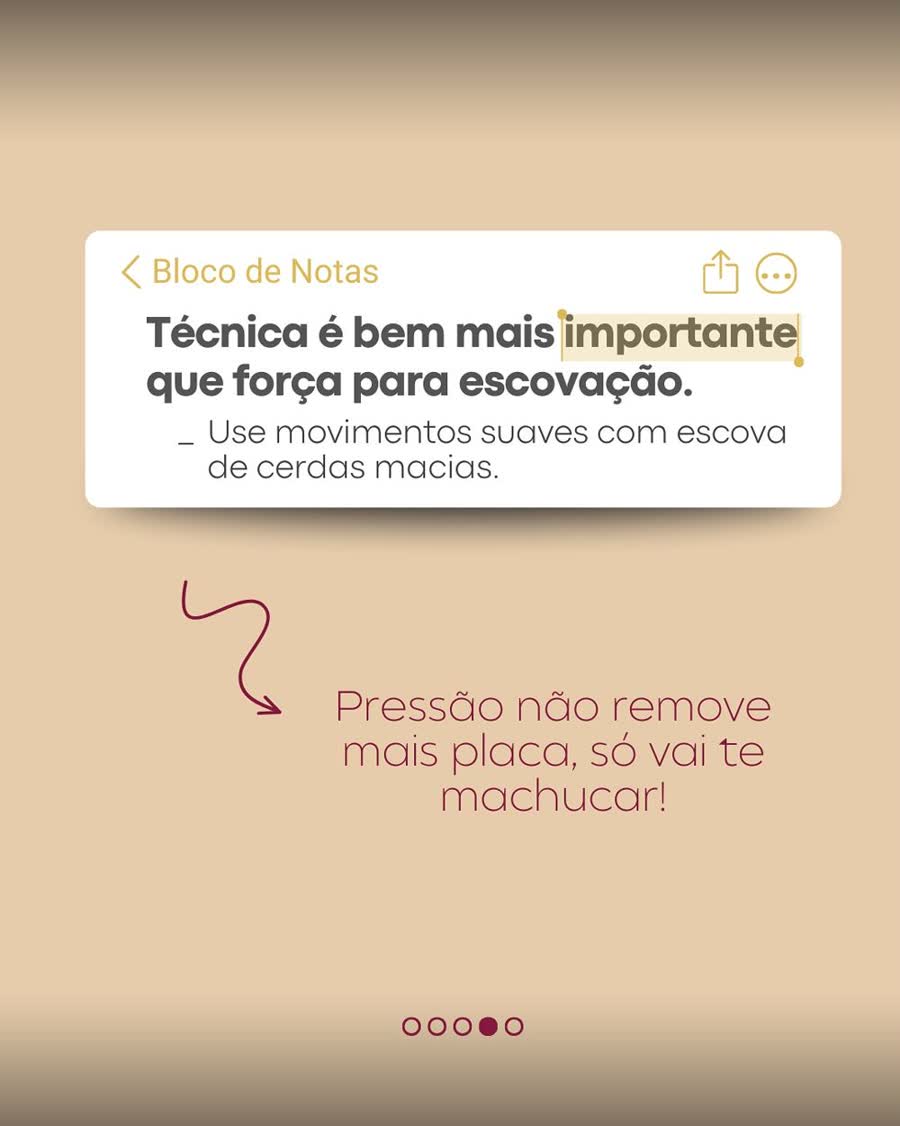 Bloco de Notas
Técnica é bem mais importante
que força para escovação.
_ Use movimentos suaves com escova
de cerdas macias.
Pressão não remove
mais placa, só vai te
machucar!